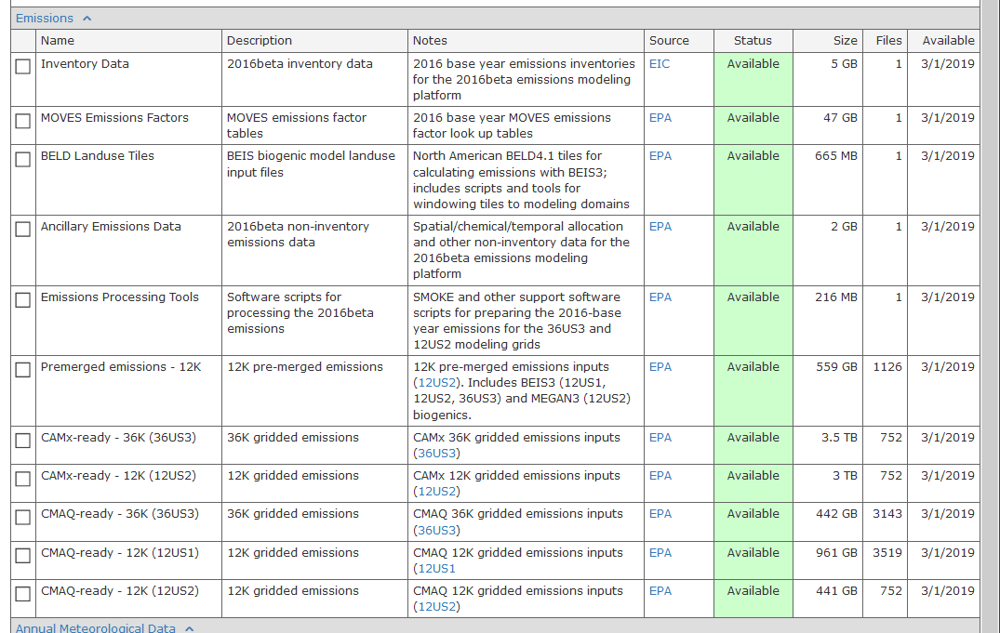 Emissions
Name Description Notes Source Status Size Files Available
Inventory Data 2016beta inventory data 2016 base year emissions inventories EIC Available 5 GB 1 3/1/2019
for the 2016beta emissions modeling
platform
MOVES Emissions Factors MOVES emissions factor 2016 base year MOVES emissions EPA Available 47 GB 1 3/1/2019
tables factor look up tables
BELD Landuse Tiles BEIS biogenic model landuse North American BELD4.1 tiles for EPA Available 665 MB 1 3/1/2019
input files calculating emissions with BEIS3;
includes scripts and tools for
windowing tiles to modeling domains
Ancillary Emissions Data 2016beta non-inventory Spatial/chemical/temporal allocation EPA Available 2 GB 1 3/1/2019
emissions data and other non-inventory data for the
2016beta emissions modeling
platform
Emissions Processing Tools Software scripts for SMOKE and other support software EPA Available 216 MB 1 3/1/2019
processing the 2016beta scripts for preparing the 2016-base
emissions year emissions for the 36US3 and
12US2 modeling grids
Premerged emissions - 12K 12K pre-merged emissions 12K pre-merged emissions inputs EPA Available 559 GB 1126 3/1/2019
(12US2). Includes BEIS3 (12US1,
12US2, 36US3) and MEGAN3 (12US2)
biogenics.
CAMx-ready - 36K (36US3) 36K gridded emissions CAMx 36K gridded emissions inputs EPA Available 3.5 TB 752 3/1/2019
(36US3)
CAMx-ready - 12K (12US2) 12K gridded emissions CAMx 12K gridded emissions inputs EPA Available 3 TB 752 3/1/2019
(12US2)
CMAQ-ready - 36K (36US3) 36K gridded emissions CMAQ 36K gridded emissions inputs EPA Available 442 GB 3143 3/1/2019
(36US3)
CMAQ-ready - 12K (12US1) 12K gridded emissions CMAQ 12K gridded emissions inputs EPA Available 961 GB 3519 3/1/2019
(12US1
CMAQ-ready - 12K (12US2) 12K gridded emissions CMAQ 12K gridded emissions inputs EPA Available 441 GB 752 3/1/2019
(12US2)
Annual Meteorological Data